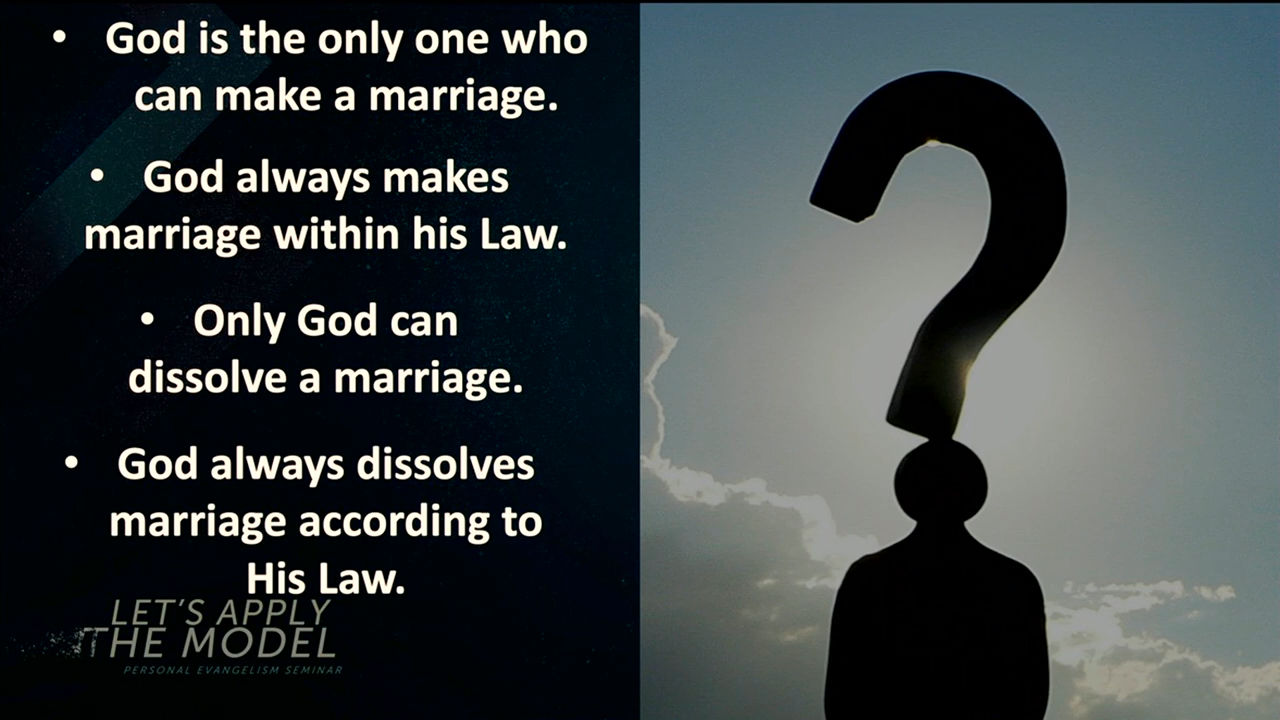 • God is the only one who
can make a marriage.
• God always makes
marriage within his Law.
• Only God can
dissolve a marriage.
• God always dissolves
marriage according to
His Law.
LET'S APPLY
THE MODEL
PERSONAL EVANGELISM SEMINAR